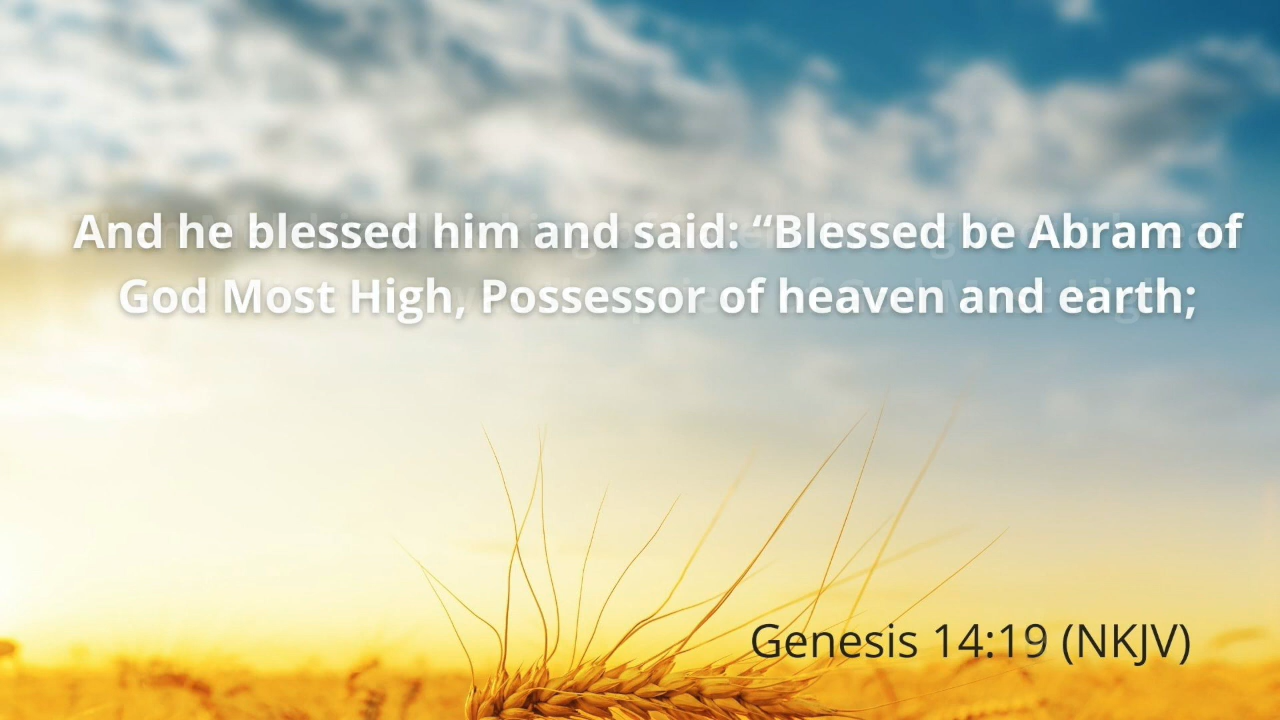 And he blessed him and said: “Blessed be Abram of
God Most High, Possessor of heaven and earth;
Genesis 14:19 (NKJV)